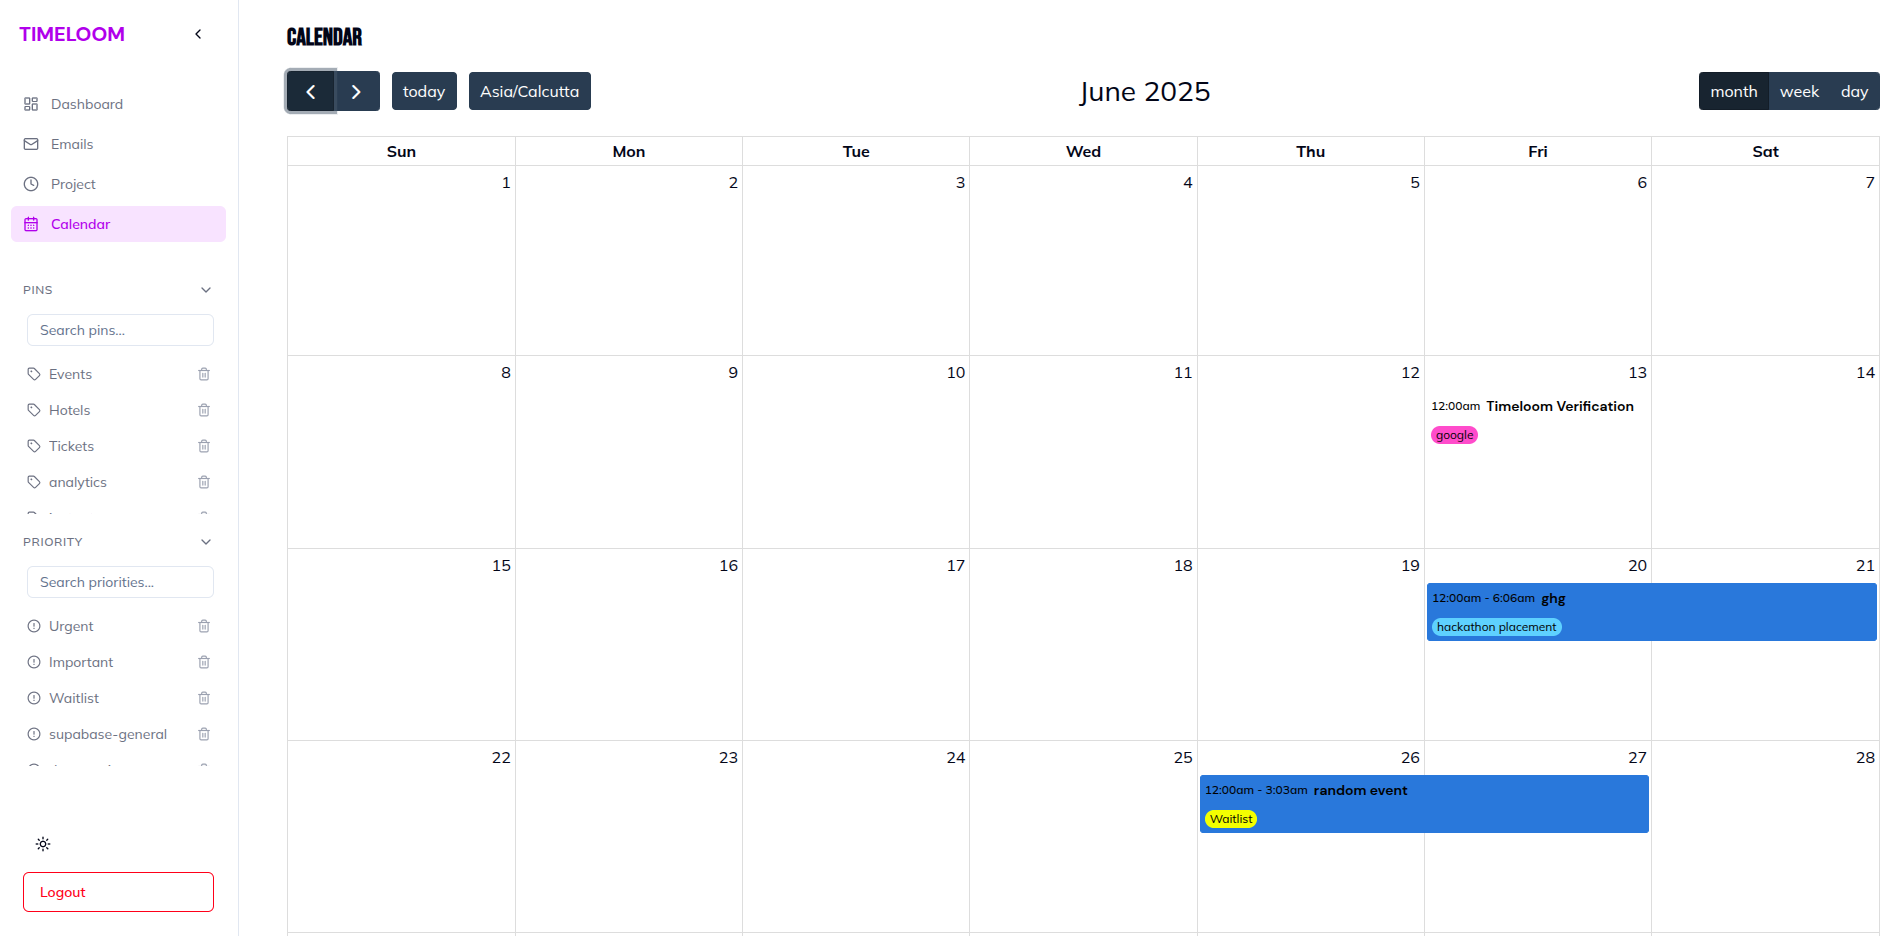 TIMELOOM
Dashboard
Emails
Project
Calendar
PINS
Search pins...
Events
Hotels
Tickets
analytics
PRIORITY
Search priorities...
Urgent
Important
Waitlist
supabase-general
Logout
CALENDAR
today
Asia/Calcutta
June 2025
month week day
Sun Mon Tue Wed Thu Fri Sat
1 2 3 4 5 6 7
8 9 10 11 12 13 14
12:00am Timeloom Verification
google
15 16 17 18 19 20 21
12:00am - 6:06am ghg
hackathon placement
22 23 24 25 26 27 28
12:00am - 3:03am random event
Waitlist